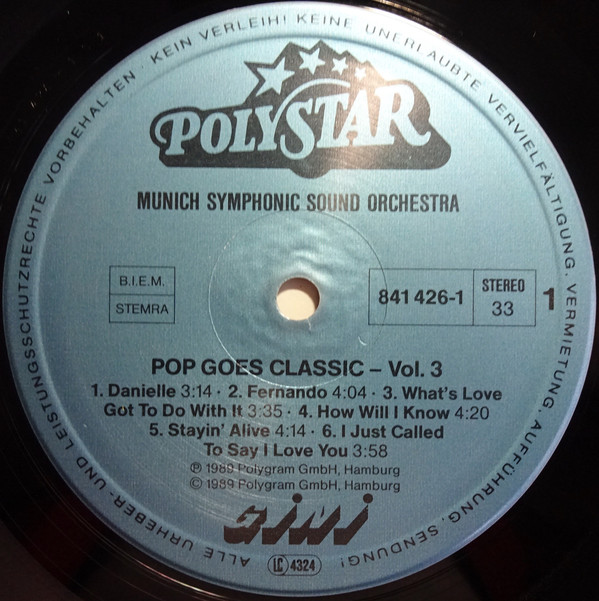 ALLE URHEBER- UND LEISTUNGSSCHUTZRECHTE VORBEHALTEN · KEIN VERLEIH! KEINE UNERLAUBTE VERVIELFÄLTIGUNG, VERMIETUNG, AUFFÜHRUNG, SENDUNG!
POLYSTAR
MUNICH SYMPHONIC SOUND ORCHESTRA
B.I.E.M.
STEMRA
841 426-1
STEREO
33
1
POP GOES CLASSIC – Vol. 3
1. Danielle 3:14 · 2. Fernando 4:04 · 3. What's Love
Got To Do With It 3:35 · 4. How Will I Know 4:20
5. Stayin' Alive 4:14 · 6. I Just Called
To Say I Love You 3:58
℗ 1989 Polygram GmbH, Hamburg
© 1989 Polygram GmbH, Hamburg
LC 4324